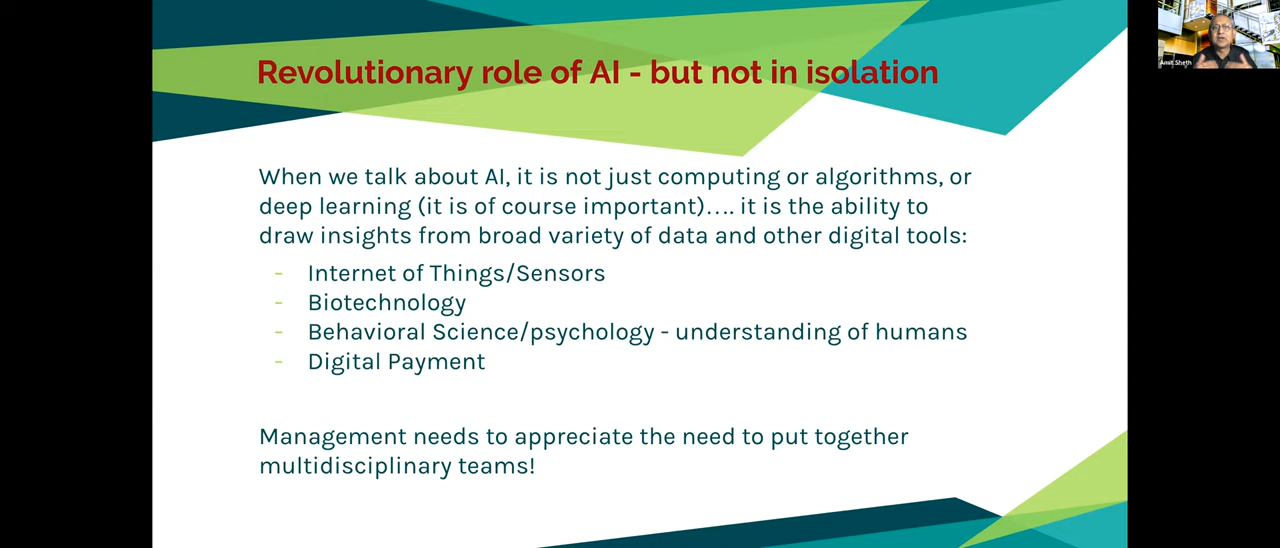 Revolutionary role of AI - but not in isolation
When we talk about AI, it is not just computing or algorithms, or
deep learning (it is of course important).... it is the ability to
draw insights from broad variety of data and other digital tools:
- Internet of Things/Sensors
- Biotechnology
- Behavioral Science/psychology - understanding of humans
- Digital Payment
Management needs to appreciate the need to put together
multidisciplinary teams!
Amit Sheth